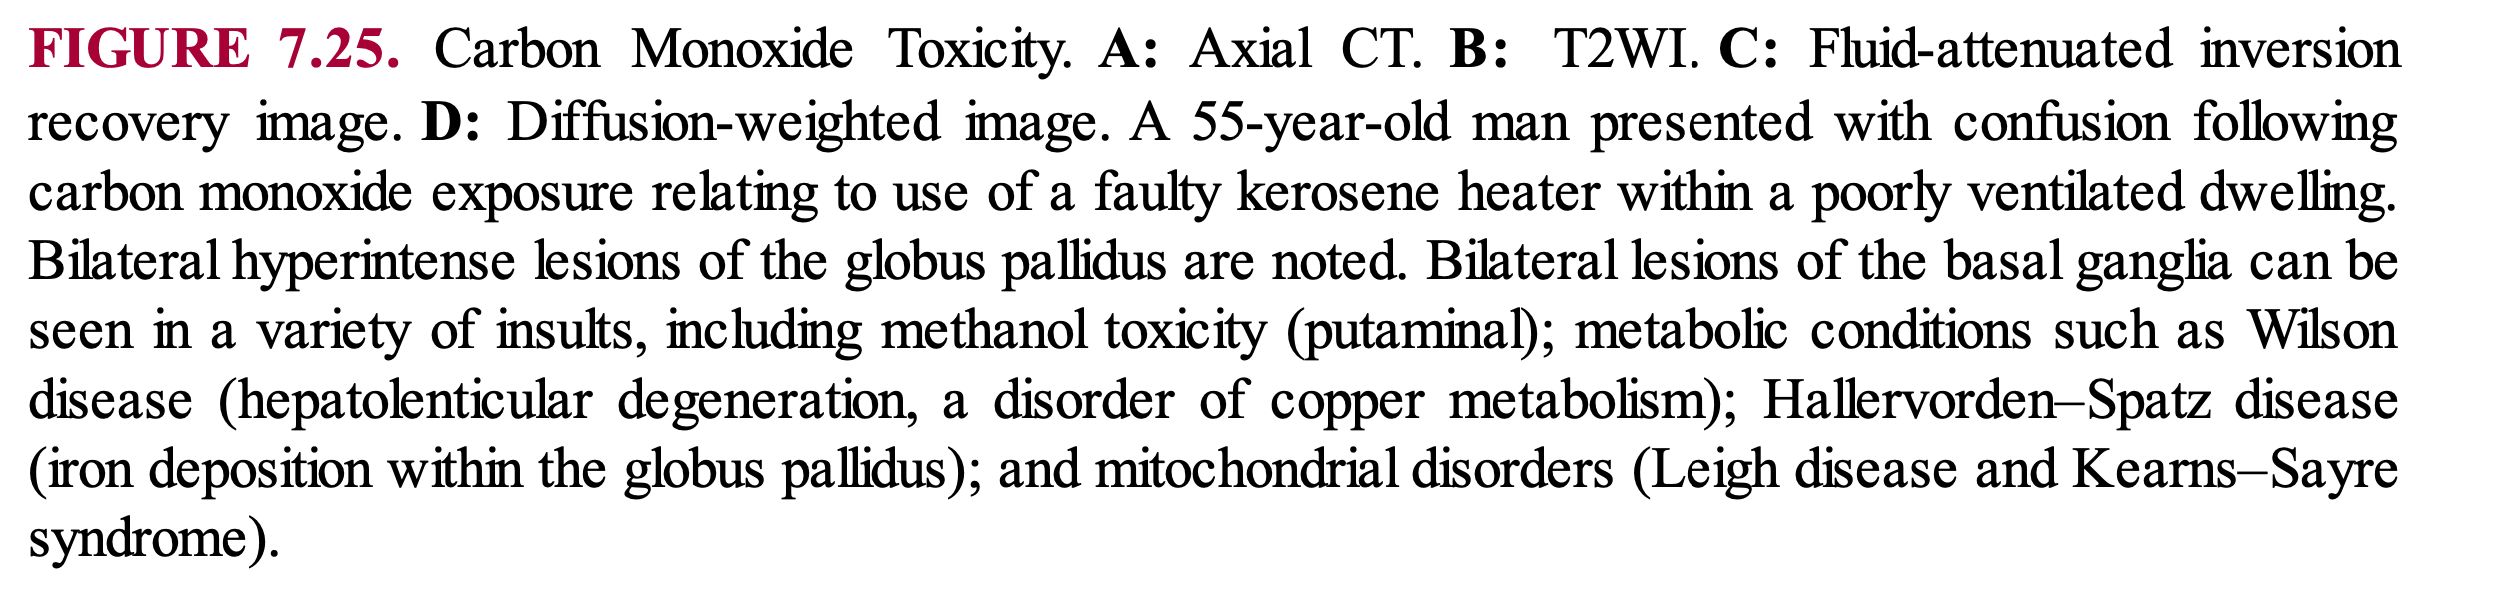 FIGURE 7.25. Carbon Monoxide Toxicity. A: Axial CT. B: T2WI. C: Fluid-attenuated inversion
recovery image. D: Diffusion-weighted image. A 55-year-old man presented with confusion following
carbon monoxide exposure relating to use of a faulty kerosene heater within a poorly ventilated dwelling.
Bilateral hyperintense lesions of the globus pallidus are noted. Bilateral lesions of the basal ganglia can be
seen in a variety of insults, including methanol toxicity (putaminal); metabolic conditions such as Wilson
disease (hepatolenticular degeneration, a disorder of copper metabolism); Hallervorden–Spatz disease
(iron deposition within the globus pallidus); and mitochondrial disorders (Leigh disease and Kearns–Sayre
syndrome).